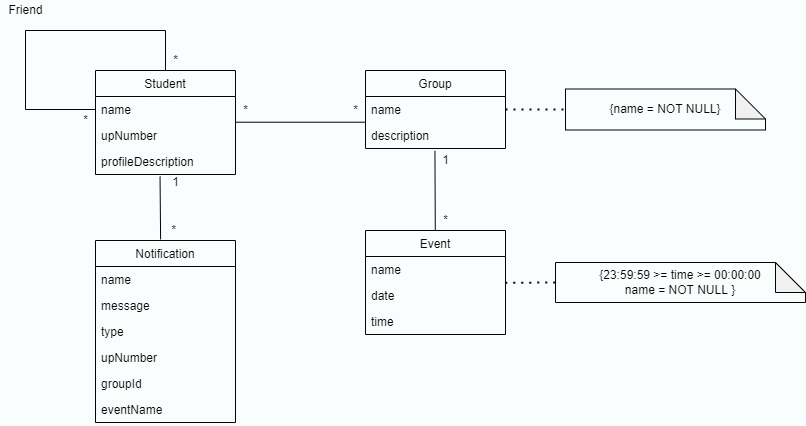 Friend
*
*
Student
name
upNumber
profileDescription
*
*
Group
name
description
{name = NOT NULL}
1
*
1
*
Notification
name
message
type
upNumber
groupId
eventName
Event
name
date
time
{23:59:59 >= time >= 00:00:00
name = NOT NULL }